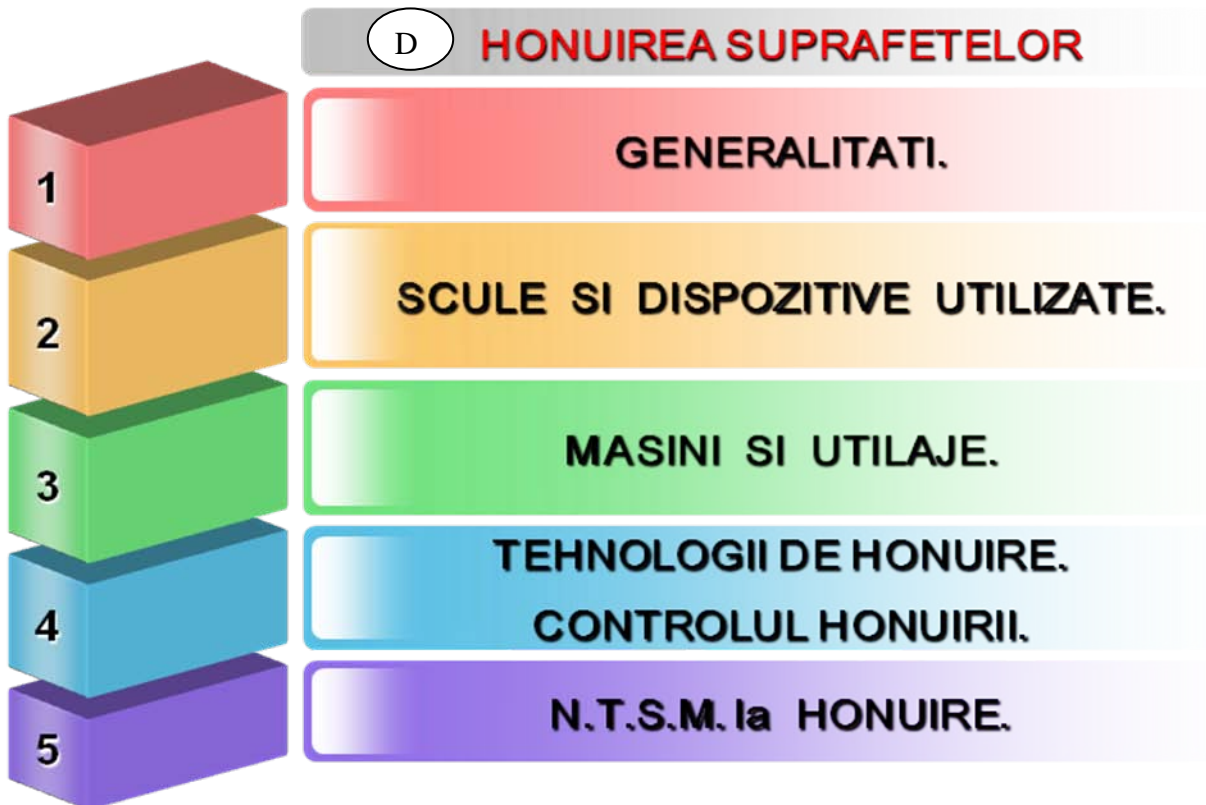 D HONUIREA SUPRAFETELOR
1 GENERALITATI.
2 SCULE SI DISPOZITIVE UTILIZATE.
3 MASINI SI UTILAJE.
4 TEHNOLOGII DE HONUIRE.
CONTROLUL HONUIRII.
5 N.T.S.M. la HONUIRE.